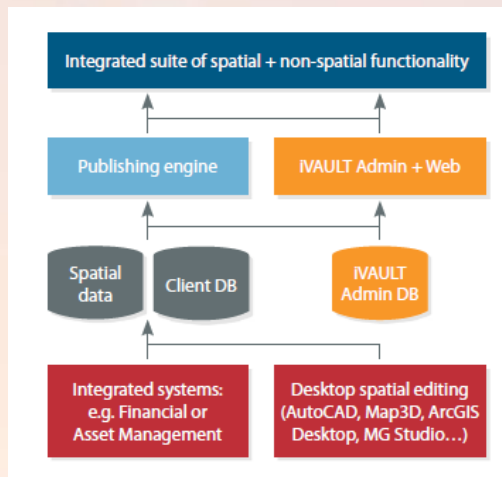 Integrated suite of spatial + non-spatial functionality
Publishing engine
iVAULT Admin + Web
Spatial
data
Client DB
iVAULT
Admin DB
Integrated systems:
e.g. Financial or
Asset Management
Desktop spatial editing
(AutoCAD, Map3D, ArcGIS
Desktop, MG Studio…)